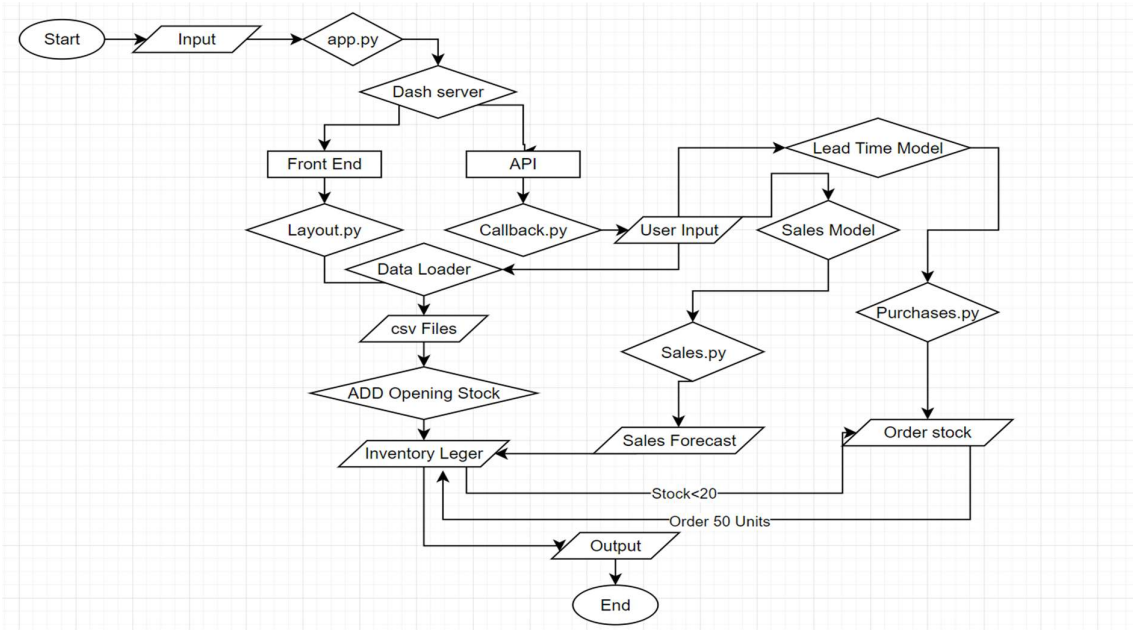 Start
Input
app.py
Dash server
Front End
API
Lead Time Model
Layout.py
Callback.py
User Input
Sales Model
Data Loader
csv Files
Purchases.py
Sales.py
ADD Opening Stock
Order stock
Sales Forecast
Inventory Leger
Stock<20
Order 50 Units
Output
End